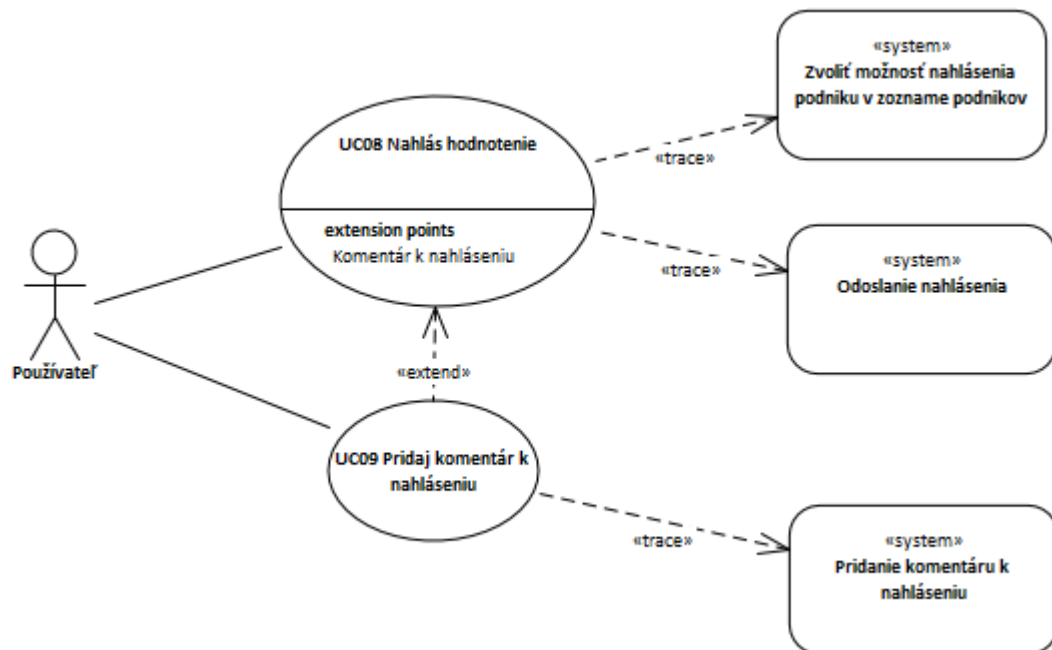 «system»
Zvoliť možnosť nahlásenia
podniku v zozname podnikov
UC08 Nahlás hodnotenie
«trace»
extension points
Komentár k nahláseniu
«trace»
«system»
Odoslanie nahlásenia
Používateľ
«extend»
UC09 Pridaj komentár k
nahláseniu
«trace»
«system»
Pridanie komentáru k
nahláseniu